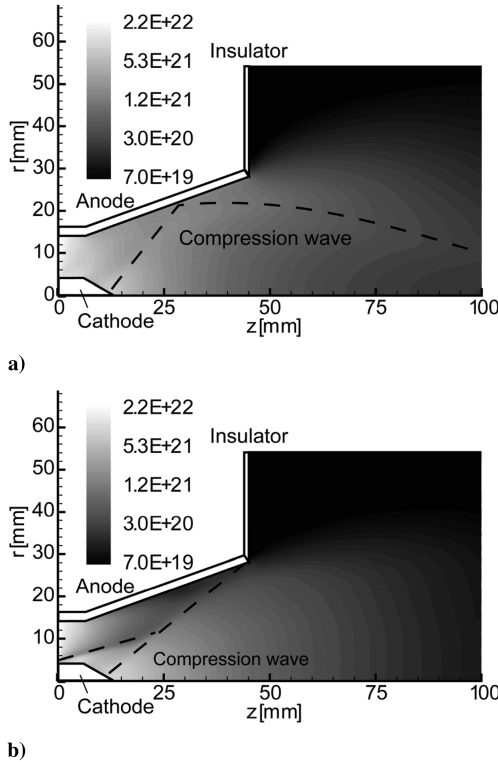 60
50
40
30
20
10
0
r[mm]
2.2E+22
5.3E+21
1.2E+21
3.0E+20
7.0E+19
Insulator
Anode
Compression wave
Cathode
0
25
50
75
100
z[mm]
a)
60
50
40
30
20
10
0
r[mm]
2.2E+22
5.3E+21
1.2E+21
3.0E+20
7.0E+19
Insulator
Anode
Compression wave
Cathode
0
25
50
75
100
z[mm]
b)